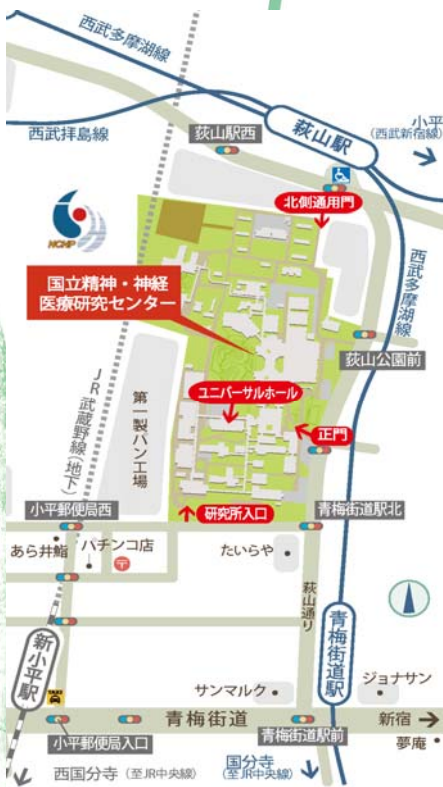 西武多摩湖線
西武拝島線
萩山駅西
萩山駅
小平
(西武新宿線)
北側通用門
NCNP
国立精神・神経
医療研究センター
西武多摩湖線
萩山公園前
JR武蔵野線(地下)
第一製パン工場
ユニバーサルホール
正門
小平郵便局西
研究所入口
青梅街道駅北
あら井鮨
パチンコ店
たいらや
萩山通り
新小平駅
青梅街道駅
TAXI
サンマルク
ジョナサン
青梅街道
新宿
小平郵便局入口
青梅街道駅前
夢庵
西国分寺(至JR中央線)
国分寺
(至JR中央線)